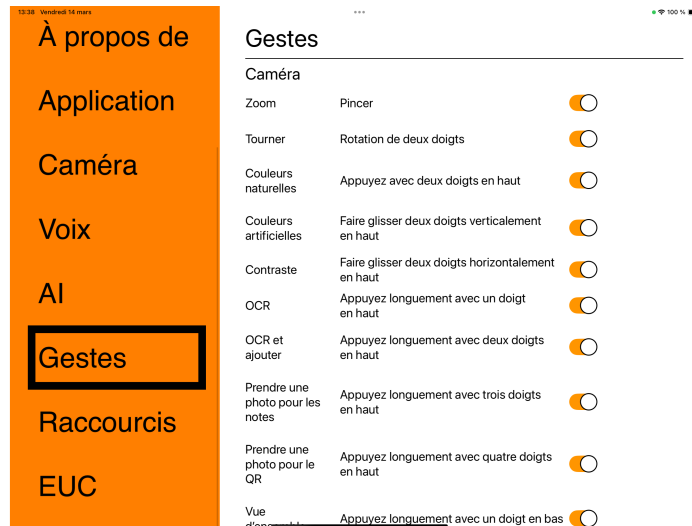 13:38 Vendredi 14 mars
100 %
À propos de
Application
Caméra
Voix
AI
Gestes
Raccourcis
EUC
Gestes
Caméra
Zoom Pincer
Tourner Rotation de deux doigts
Couleurs
naturelles
Appuyez avec deux doigts en haut
Couleurs
artificielles
Faire glisser deux doigts verticalement
en haut
Contraste
Faire glisser deux doigts horizontalement
en haut
OCR
Appuyez longuement avec un doigt
en haut
OCR et
ajouter
Appuyez longuement avec deux doigts
en haut
Prendre une
photo pour les
notes
Appuyez longuement avec trois doigts
en haut
Prendre une
photo pour le
QR
Appuyez longuement avec quatre doigts
en haut
Vue
Appuyez longuement avec un doigt en bas